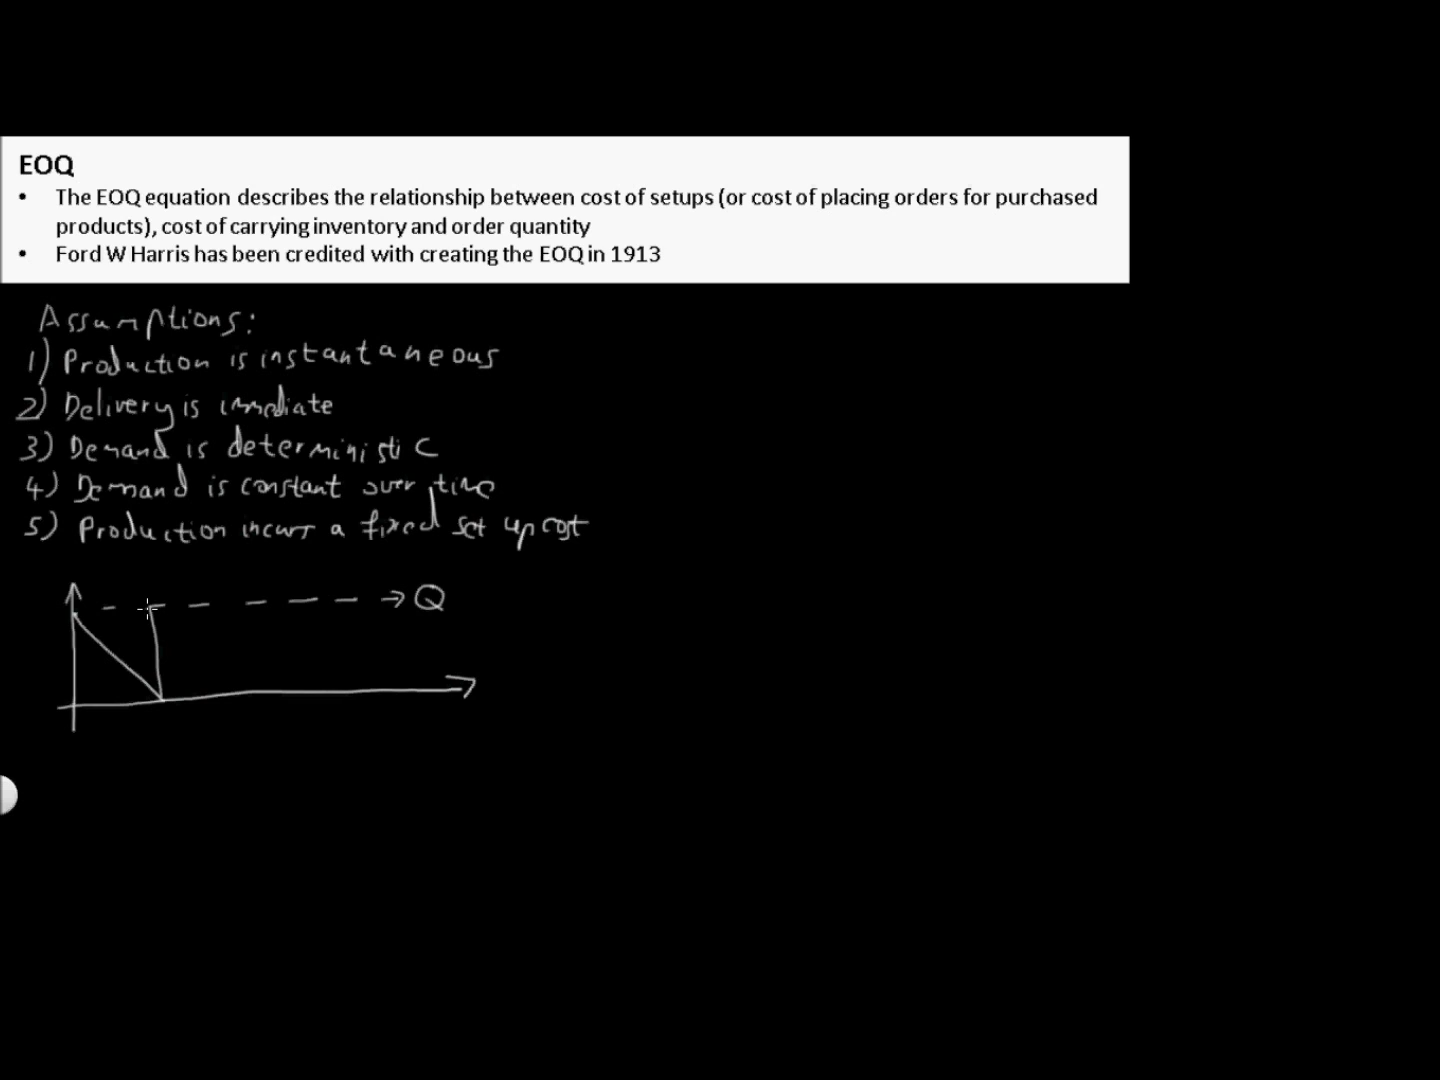 EOQ
• The EOQ equation describes the relationship between cost of setups (or cost of placing orders for purchased
products), cost of carrying inventory and order quantity
• Ford W Harris has been credited with creating the EOQ in 1913
Assumptions:
1) Production is instantaneous
2) Delivery is immediate
3) Demand is deterministic
4) Demand is constant over time
5) Production incurs a fixed set up cost
Q